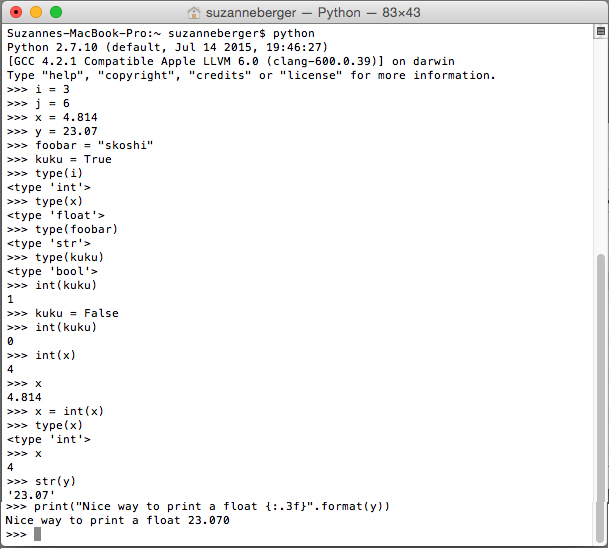 suzanneberger — Python — 83×43
Suzannes-MacBook-Pro:~ suzanneberger$ python
Python 2.7.10 (default, Jul 14 2015, 19:46:27)
[GCC 4.2.1 Compatible Apple LLVM 6.0 (clang-600.0.39)] on darwin
Type "help", "copyright", "credits" or "license" for more information.
>>> i = 3
>>> j = 6
>>> x = 4.814
>>> y = 23.07
>>> foobar = "skoshi"
>>> kuku = True
>>> type(i)
<type 'int'>
>>> type(x)
<type 'float'>
>>> type(foobar)
<type 'str'>
>>> type(kuku)
<type 'bool'>
>>> int(kuku)
1
>>> kuku = False
>>> int(kuku)
0
>>> int(x)
4
>>> x
4.814
>>> x = int(x)
>>> type(x)
<type 'int'>
>>> x
4
>>> str(y)
'23.07'
>>> print("Nice way to print a float {:.3f}".format(y))
Nice way to print a float 23.070
>>>